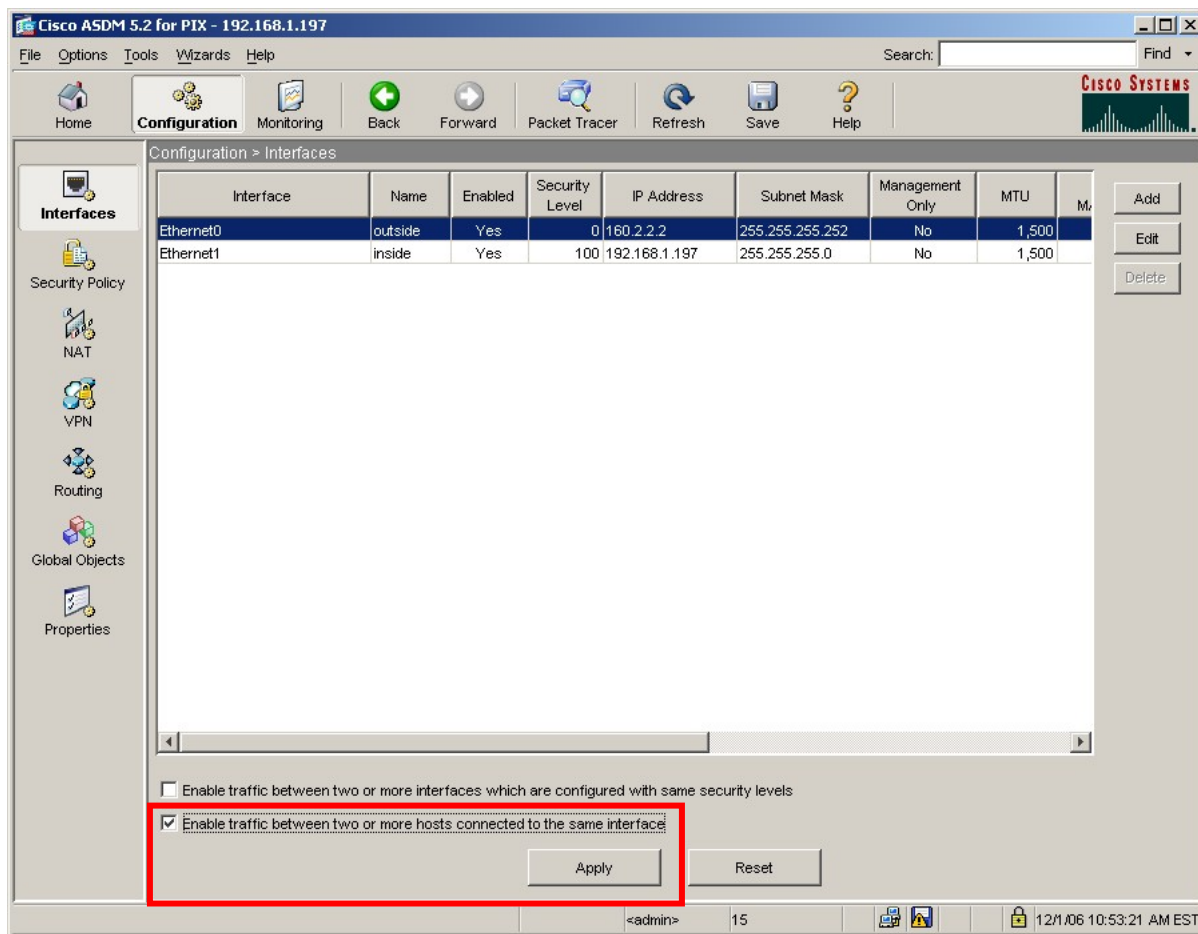 Cisco ASDM 5.2 for PIX - 192.168.1.197
File Options Tools Wizards Help Search: Find
Home Configuration Monitoring Back Forward Packet Tracer Refresh Save Help
CISCO SYSTEMS
Configuration > Interfaces
Interfaces
Security Policy
NAT
VPN
Routing
Global Objects
Properties
Interface Name Enabled Security Level IP Address Subnet Mask Management Only MTU
Ethernet0 outside Yes 0 160.2.2.2 255.255.255.252 No 1,500
Ethernet1 inside Yes 100 192.168.1.197 255.255.255.0 No 1,500
Add
Edit
Delete
Enable traffic between two or more interfaces which are configured with same security levels
Enable traffic between two or more hosts connected to the same interface
Apply Reset
<admin> 15 12/1/06 10:53:21 AM EST